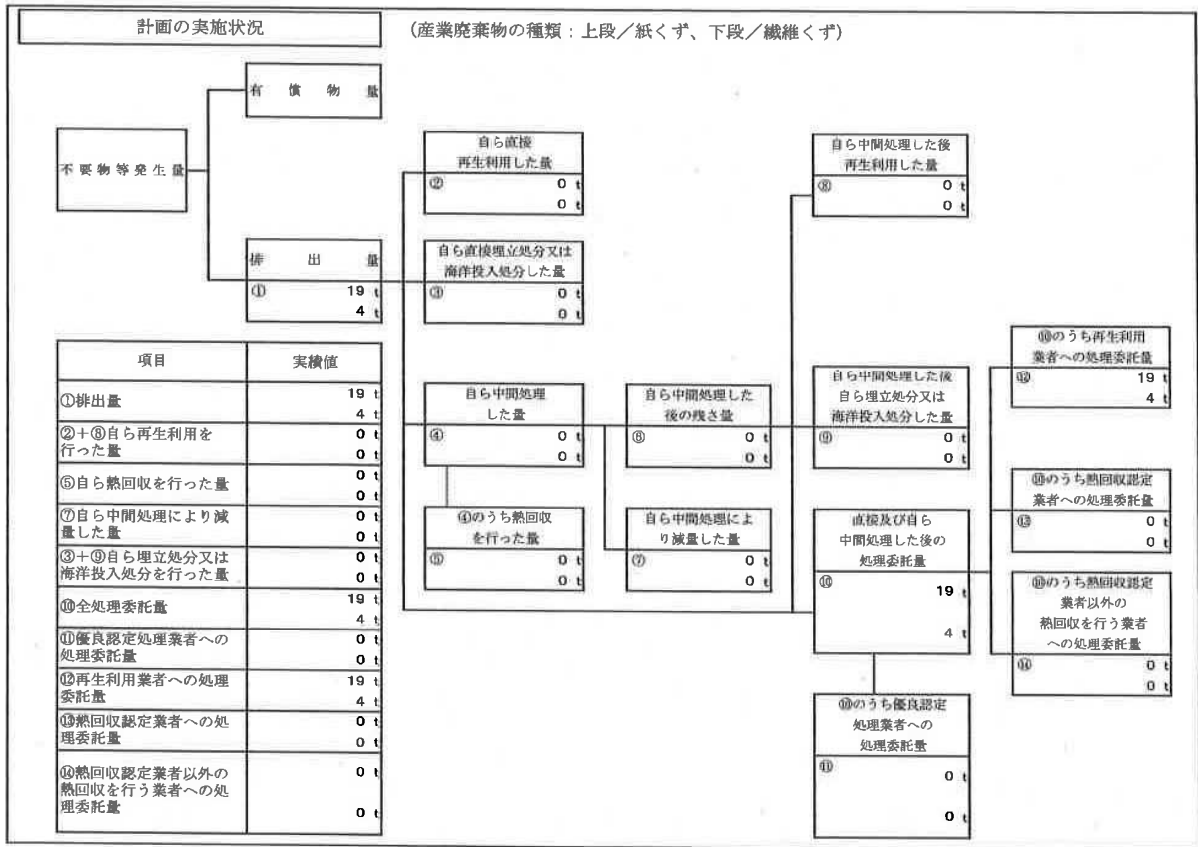 計画の実施状況
(産業廃棄物の種類：上段／紙くず、下段／繊維くず)
有償物量
不要物等発生量
排出量
① 19 t
4 t
自ら直接
再生利用した量
② 0 t
0 t
自ら直接埋立処分又は
海洋投入処分した量
③ 0 t
0 t
自ら中間処理した後
再生利用した量
⑧ 0 t
0 t
自ら中間処理
した量
④ 0 t
0 t
④のうち熱回収
を行った量
⑤ 0 t
0 t
自ら中間処理した
後の残さ量
⑥ 0 t
0 t
自ら中間処理によ
り減量した量
⑦ 0 t
0 t
自ら中間処理した後
自ら埋立処分又は
海洋投入処分した量
⑨ 0 t
0 t
直接及び自ら
中間処理した後の
処理委託量
⑩
19 t
4 t
⑩のうち優良認定
処理業者への
処理委託量
⑪
0 t
0 t
⑩のうち再生利用
業者への処理委託量
⑫ 19 t
4 t
⑩のうち熱回収認定
業者への処理委託量
⑬ 0 t
0 t
⑩のうち熱回収認定
業者以外の
熱回収を行う業者
への処理委託量
⑭ 0 t
0 t
項目 実績値
①排出量 19 t
4 t
②＋⑧自ら再生利用を
行った量 0 t
0 t
⑤自ら熱回収を行った量 0 t
0 t
⑦自ら中間処理により減
量した量 0 t
0 t
③＋⑨自ら埋立処分又は
海洋投入処分を行った量 0 t
0 t
⑩全処理委託量 19 t
4 t
⑪優良認定処理業者への
処理委託量 0 t
0 t
⑫再生利用業者への処理
委託量 19 t
4 t
⑬熱回収認定業者への処
理委託量 0 t
0 t
⑭熱回収認定業者以外の
熱回収を行う業者への処
理委託量 0 t
0 t